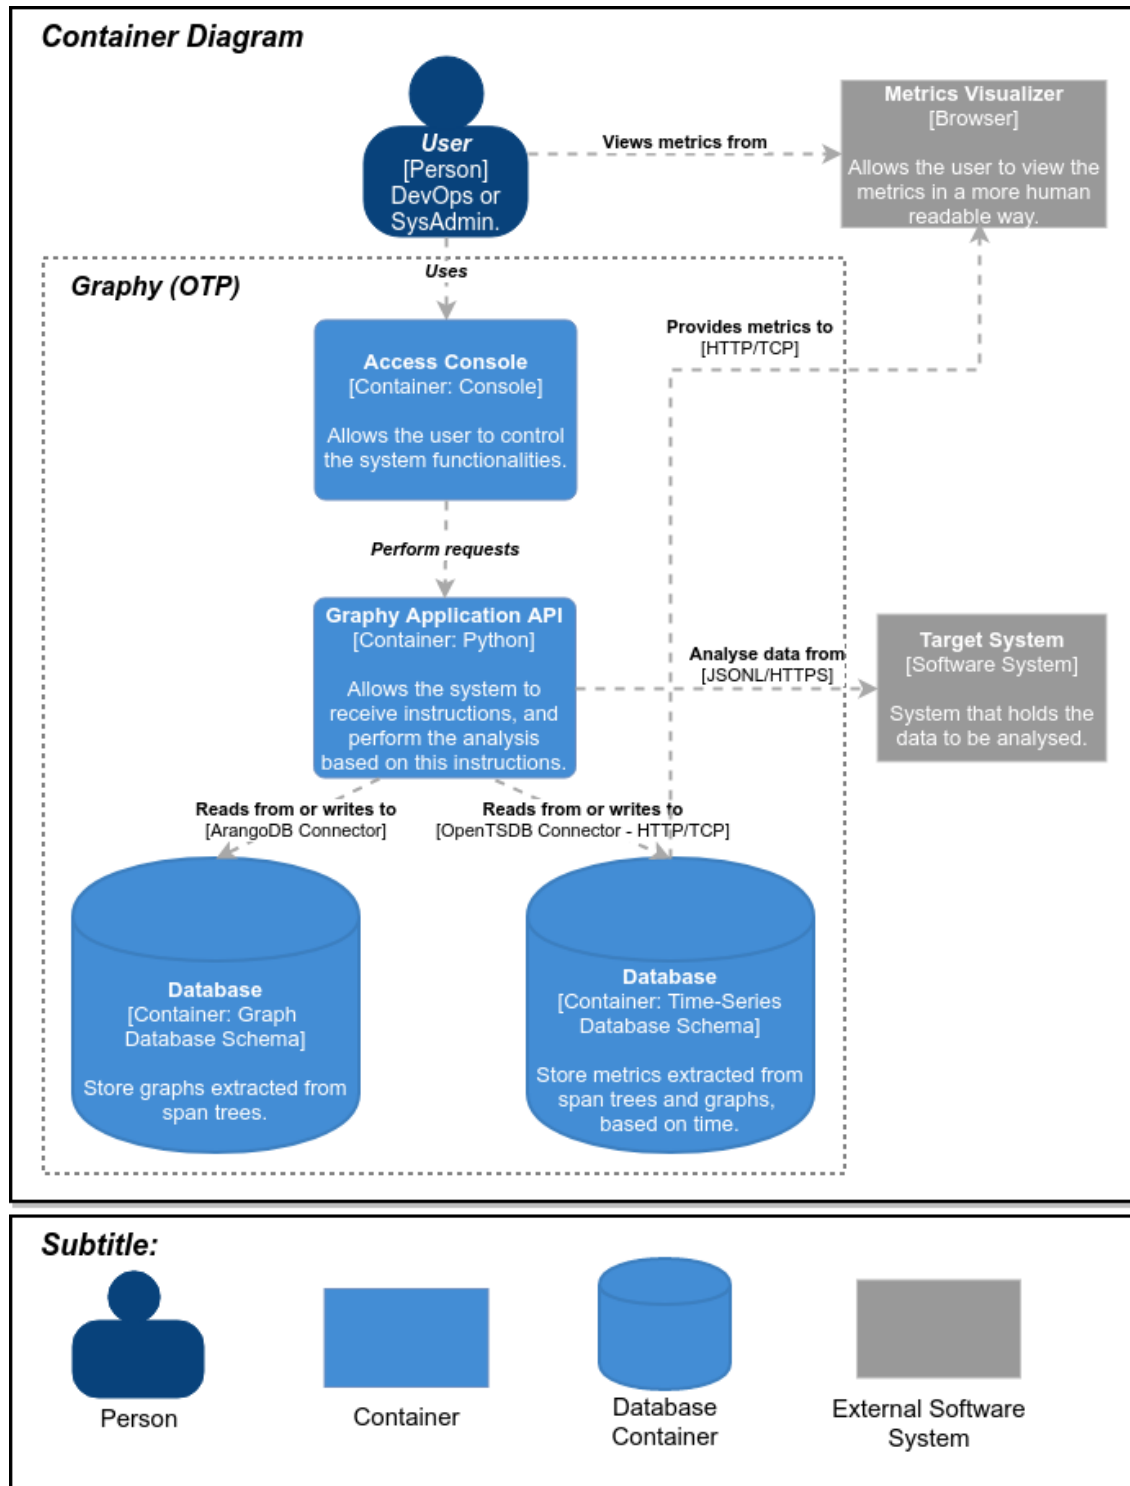 Container Diagram
User
[Person]
DevOps or
SysAdmin.
Views metrics from
Metrics Visualizer
[Browser]
Allows the user to view the
metrics in a more human
readable way.
Uses
Graphy (OTP)
Access Console
[Container: Console]
Allows the user to control
the system functionalities.
Provides metrics to
[HTTP/TCP]
Perform requests
Graphy Application API
[Container: Python]
Allows the system to
receive instructions, and
perform the analysis
based on this instructions.
Analyse data from
[JSONL/HTTPS]
Target System
[Software System]
System that holds the
data to be analysed.
Reads from or writes to
[ArangoDB Connector]
Reads from or writes to
[OpenTSDB Connector - HTTP/TCP]
Database
[Container: Graph
Database Schema]
Store graphs extracted from
span trees.
Database
[Container: Time-Series
Database Schema]
Store metrics extracted from
span trees and graphs,
based on time.
Subtitle:
Person
Container
Database
Container
External Software
System